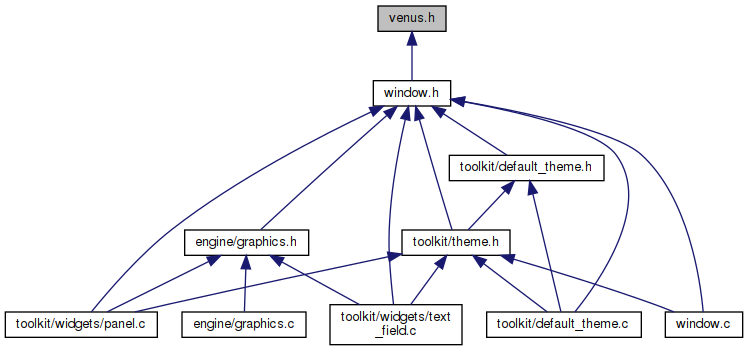 venus.h
window.h
toolkit/default_theme.h
engine/graphics.h
toolkit/theme.h
toolkit/widgets/panel.c
engine/graphics.c
toolkit/widgets/text
_field.c
toolkit/default_theme.c
window.c